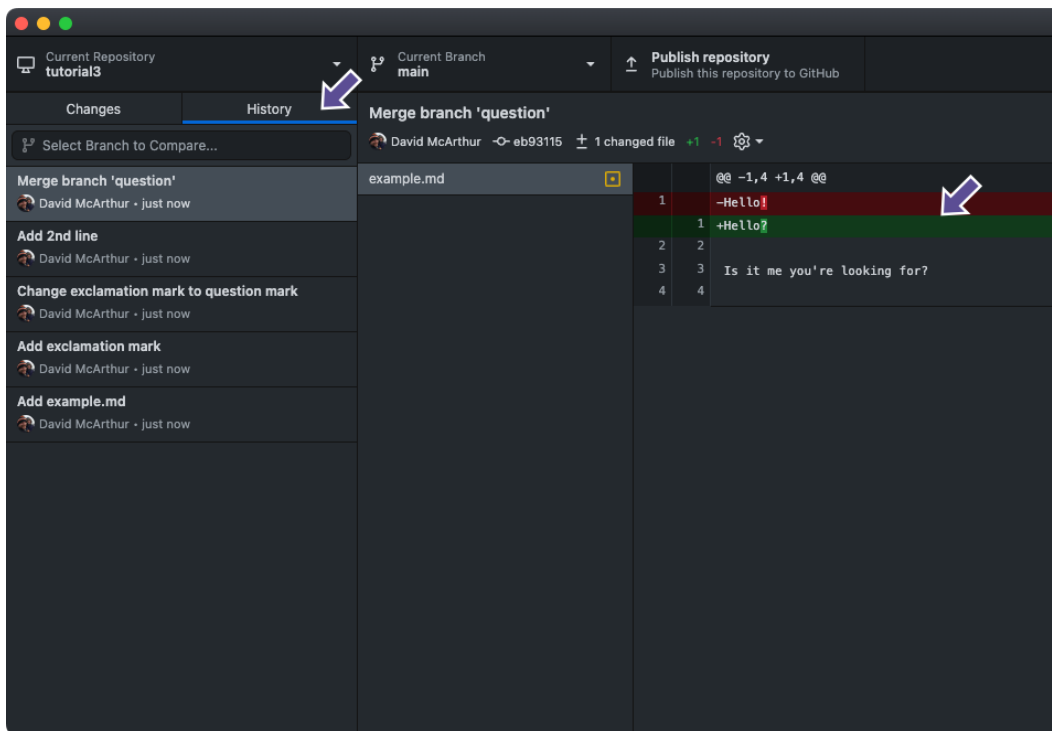 Current Repository
tutorial3
Current Branch
main
Publish repository
Publish this repository to GitHub
Changes
History
Select Branch to Compare...
Merge branch 'question'
David McArthur • just now
Add 2nd line
David McArthur • just now
Change exclamation mark to question mark
David McArthur • just now
Add exclamation mark
David McArthur • just now
Add example.md
David McArthur • just now
Merge branch 'question'
David McArthur eb93115 1 changed file +1 -1
example.md
@@ -1,4 +1,4 @@
1 -Hello!
1 +Hello?
2 2
3 3 Is it me you're looking for?
4 4